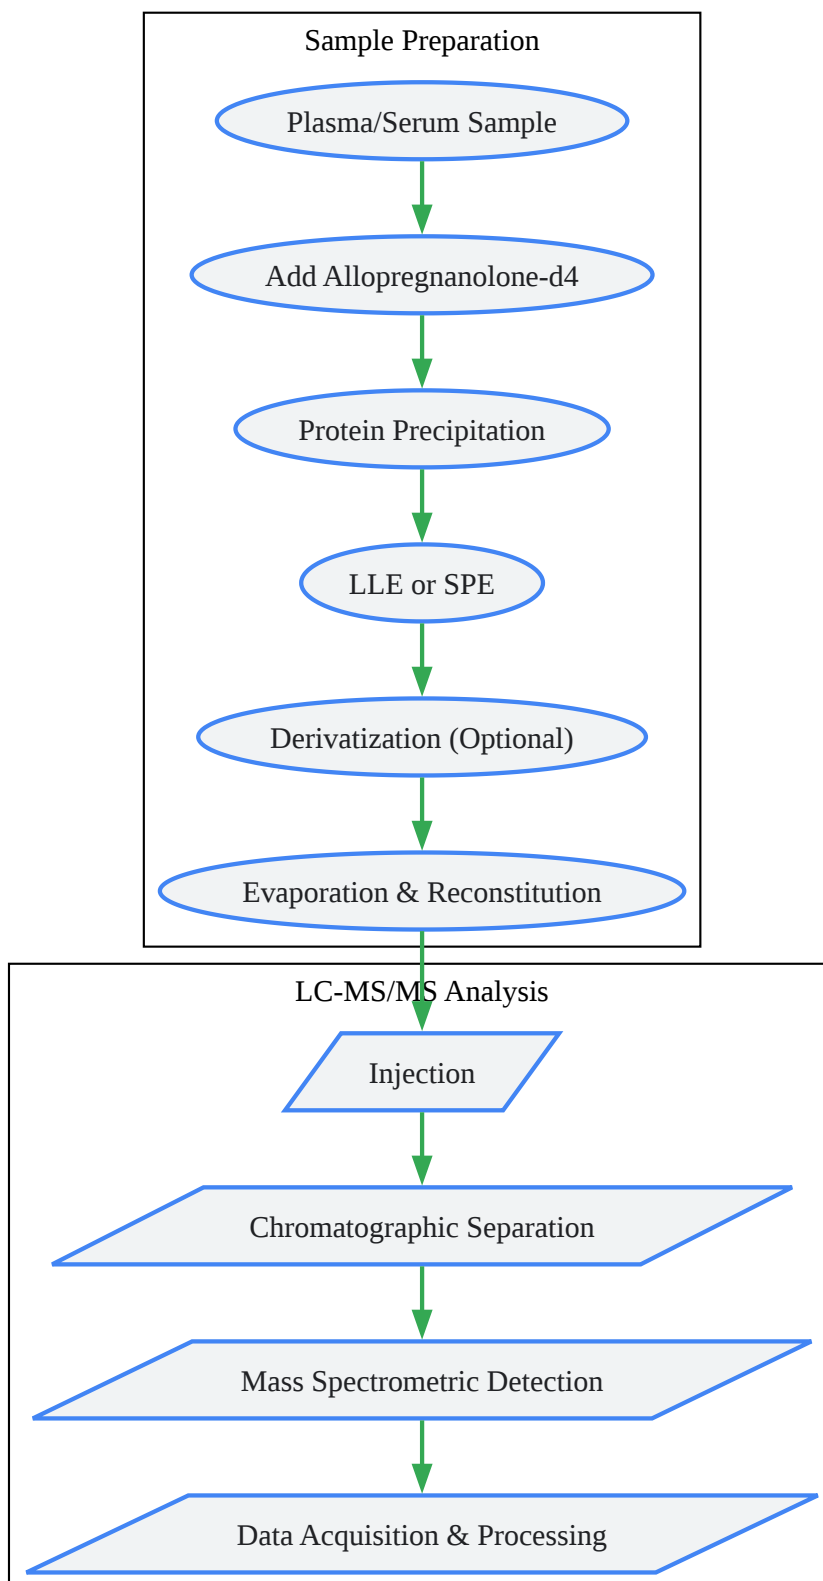 Sample Preparation
Plasma/Serum Sample
Add Allopregnanolone-d4
Protein Precipitation
LLE or SPE
Derivatization (Optional)
Evaporation & Reconstitution
LC-MS/MS Analysis
Injection
Chromatographic Separation
Mass Spectrometric Detection
Data Acquisition & Processing